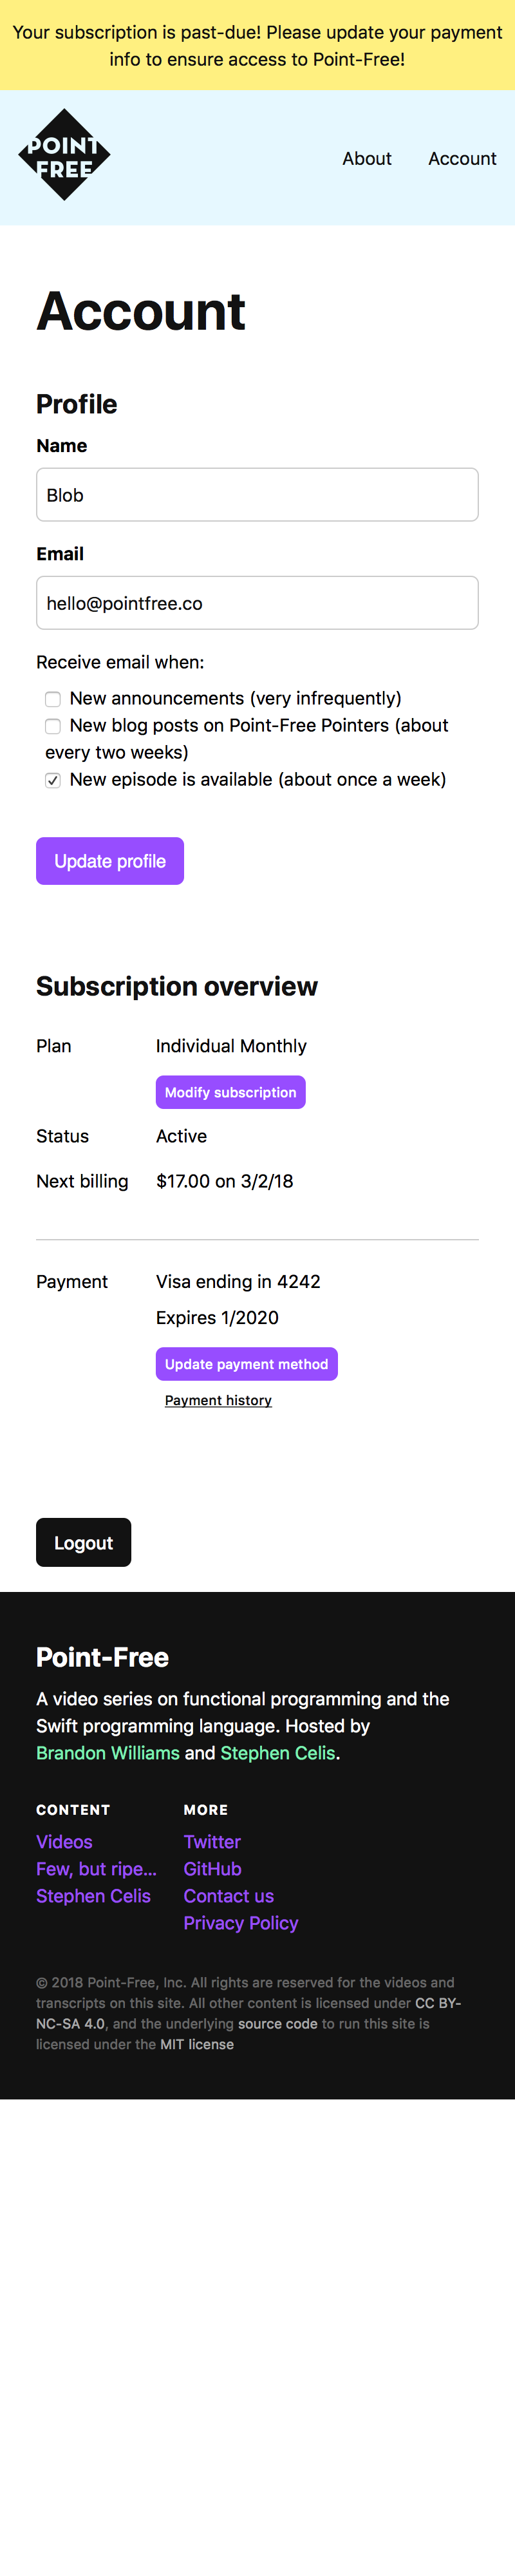 Your subscription is past-due! Please update your payment
info to ensure access to Point-Free!
POINT
FREE
About Account
Account
Profile
Name
Blob
Email
hello@pointfree.co
Receive email when:
New announcements (very infrequently)
New blog posts on Point-Free Pointers (about
every two weeks)
New episode is available (about once a week)
Update profile
Subscription overview
Plan Individual Monthly
Modify subscription
Status Active
Next billing $17.00 on 3/2/18
Payment Visa ending in 4242
Expires 1/2020
Update payment method
Payment history
Logout
Point-Free
A video series on functional programming and the
Swift programming language. Hosted by
Brandon Williams and Stephen Celis.
CONTENT MORE
Videos Twitter
Few, but ripe... GitHub
Stephen Celis Contact us
Privacy Policy
© 2018 Point-Free, Inc. All rights are reserved for the videos and
transcripts on this site. All other content is licensed under CC BY-
NC-SA 4.0, and the underlying source code to run this site is
licensed under the MIT license